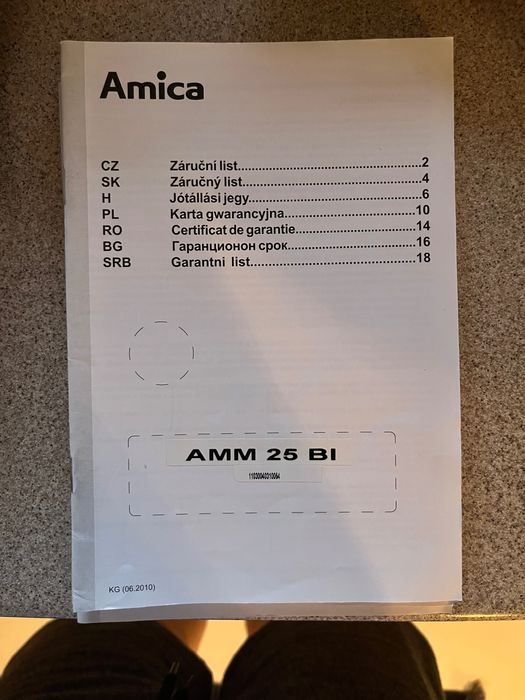 Amica
CZ Záruční list..................................................2
SK Záručný list.................................................4
H Jótállási jegy................................................6
PL Karta gwarancyjna....................................10
RO Certificat de garantie.................................14
BG Гаранционон срок...................................16
SRB Garantni list............................................18
AMM 25 BI
11030040310064
KG (06.2010)